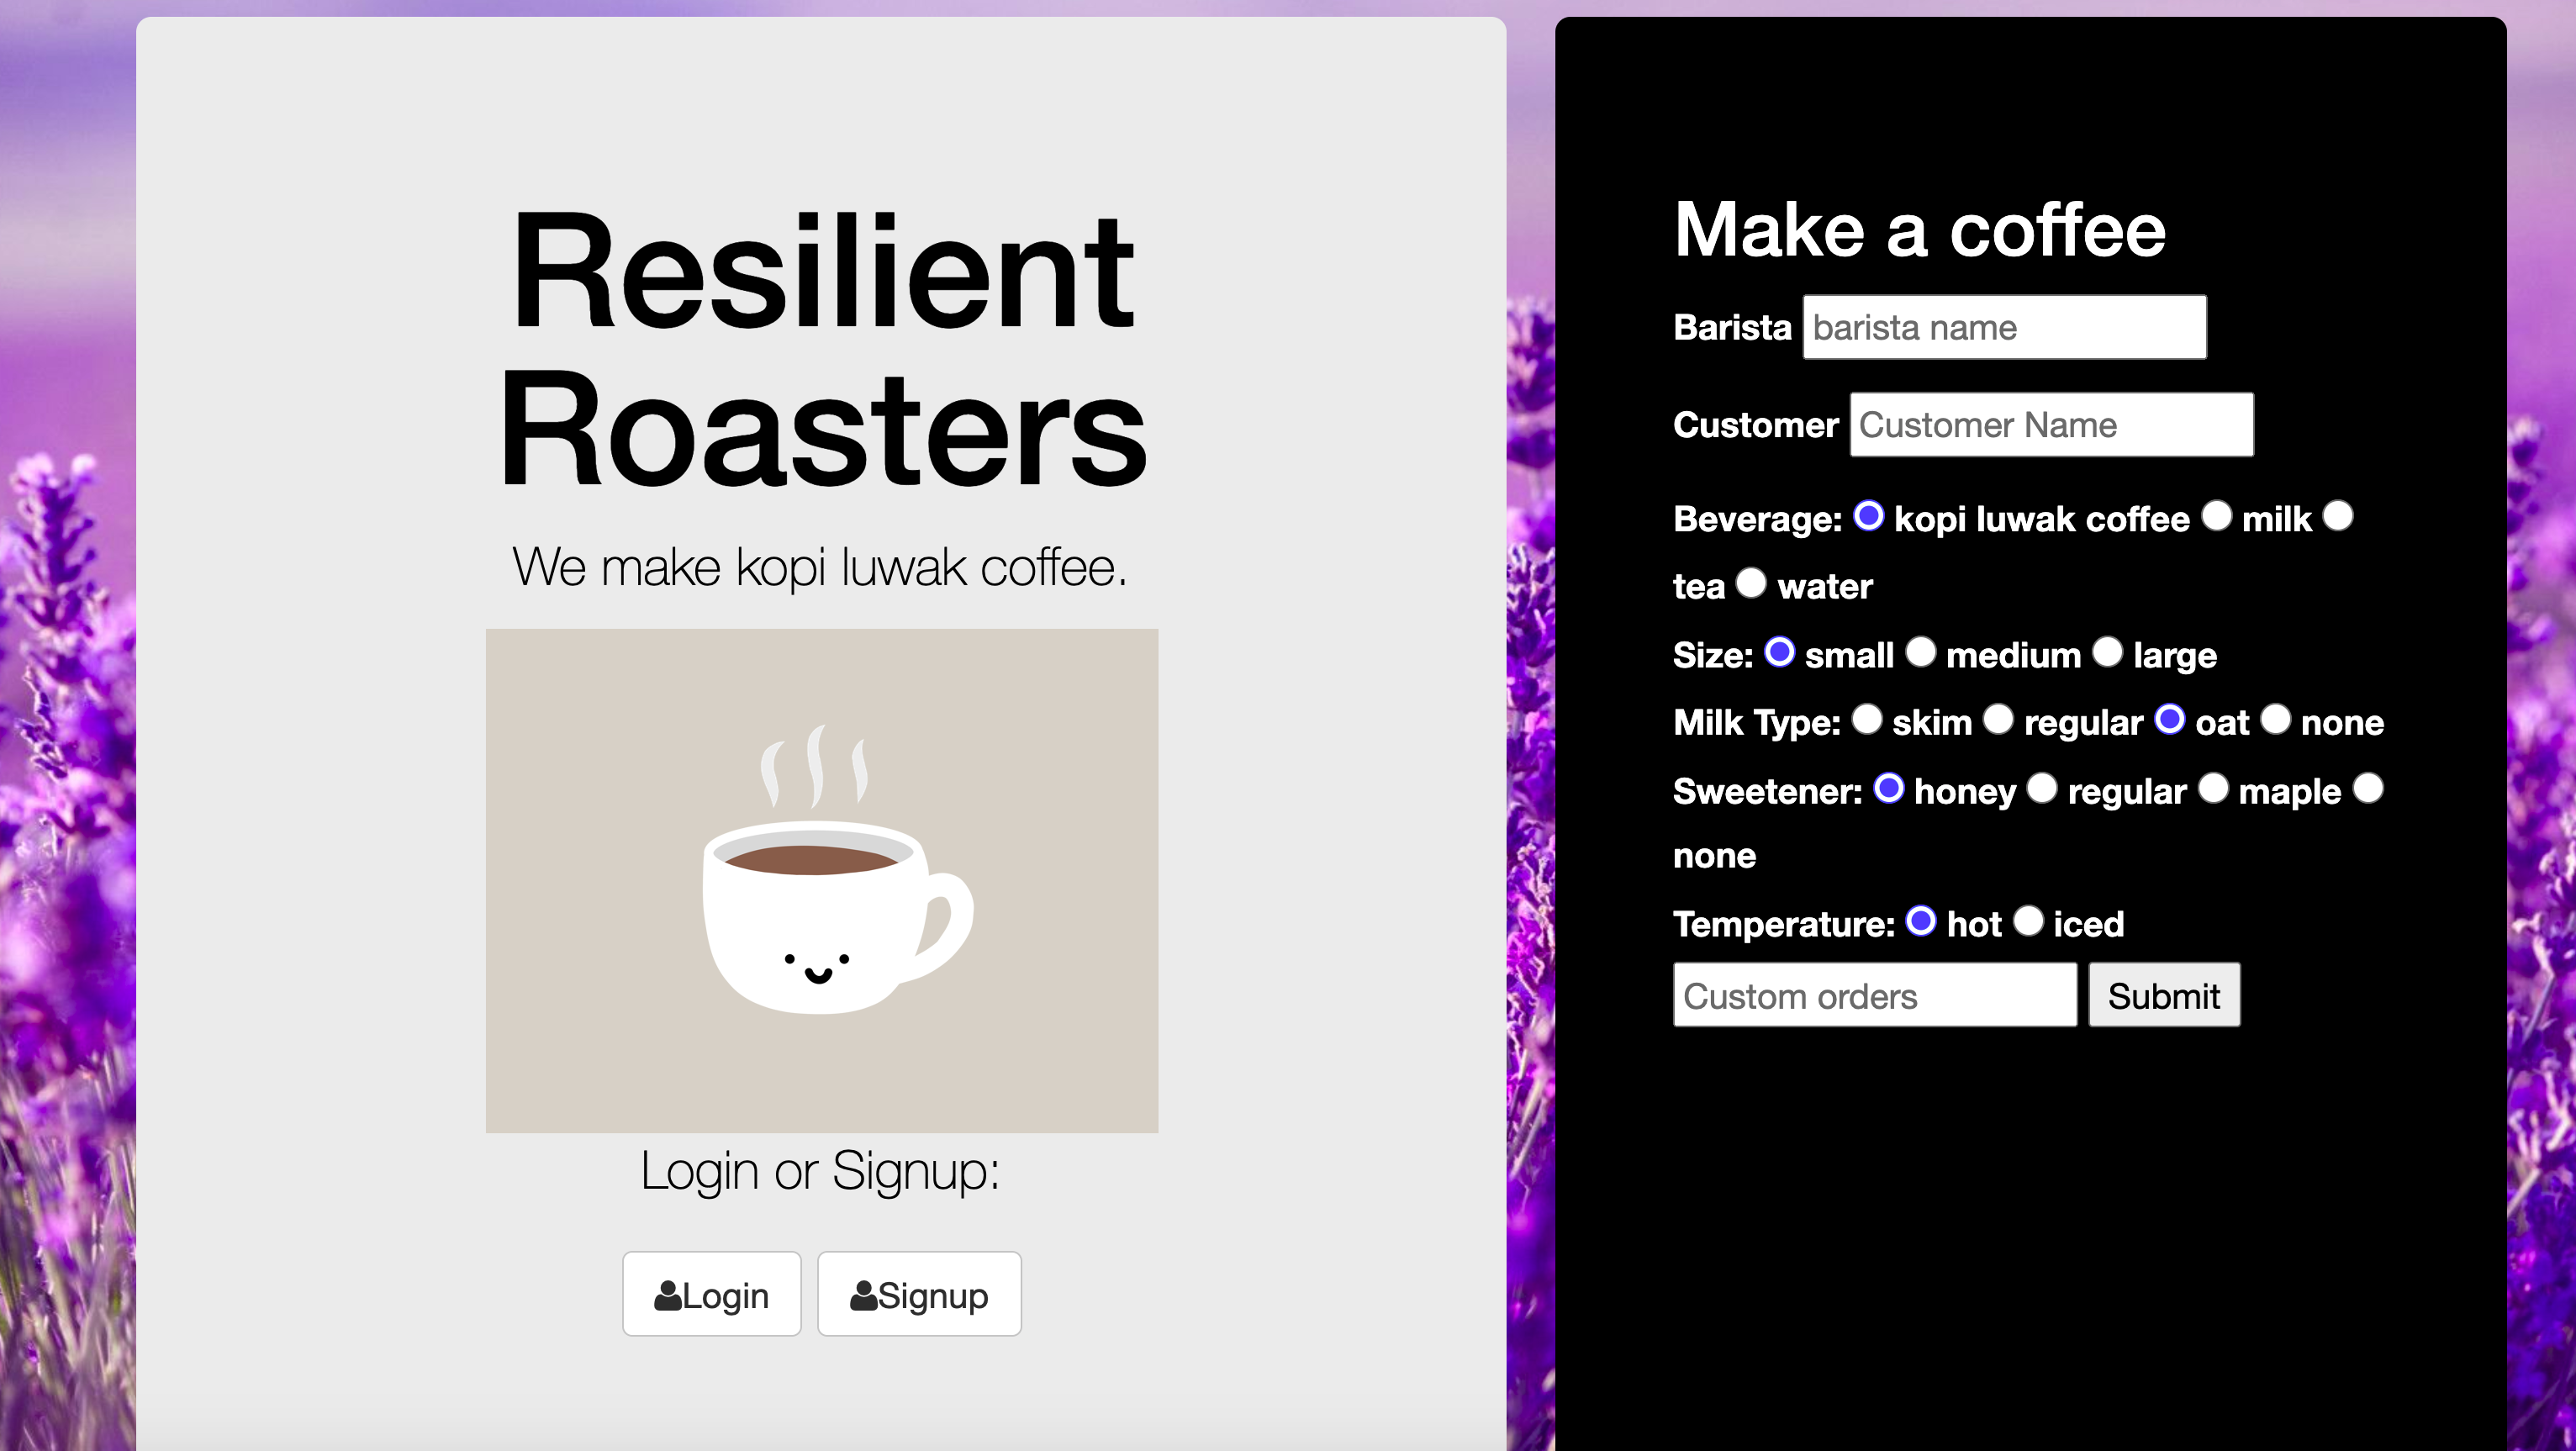 Resilient
Roasters
We make kopi luwak coffee.
Login or Signup:
Login
Signup
Make a coffee
Barista barista name
Customer Customer Name
Beverage: kopi luwak coffee milk
tea water
Size: small medium large
Milk Type: skim regular oat none
Sweetener: honey regular maple
none
Temperature: hot iced
Custom orders Submit